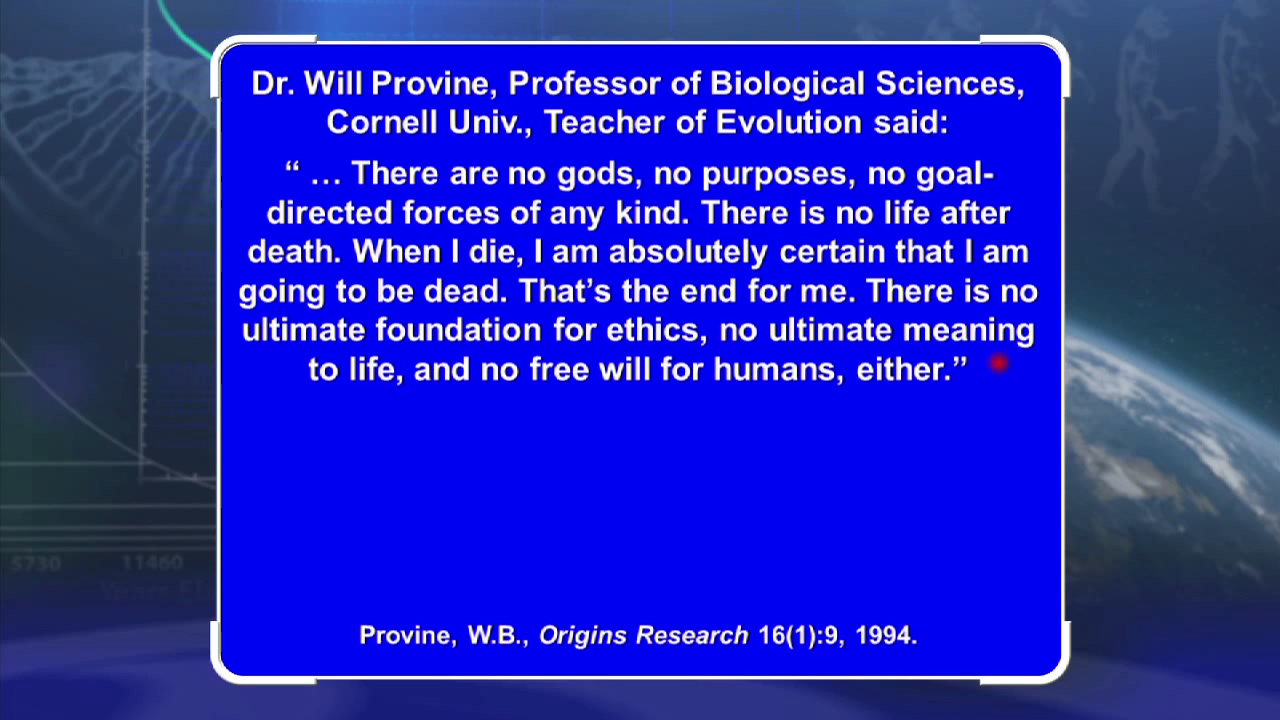 Dr. Will Provine, Professor of Biological Sciences,
Cornell Univ., Teacher of Evolution said:
“ … There are no gods, no purposes, no goal-
directed forces of any kind. There is no life after
death. When I die, I am absolutely certain that I am
going to be dead. That’s the end for me. There is no
ultimate foundation for ethics, no ultimate meaning
to life, and no free will for humans, either.”
5730 11460
Provine, W.B., Origins Research 16(1):9, 1994.